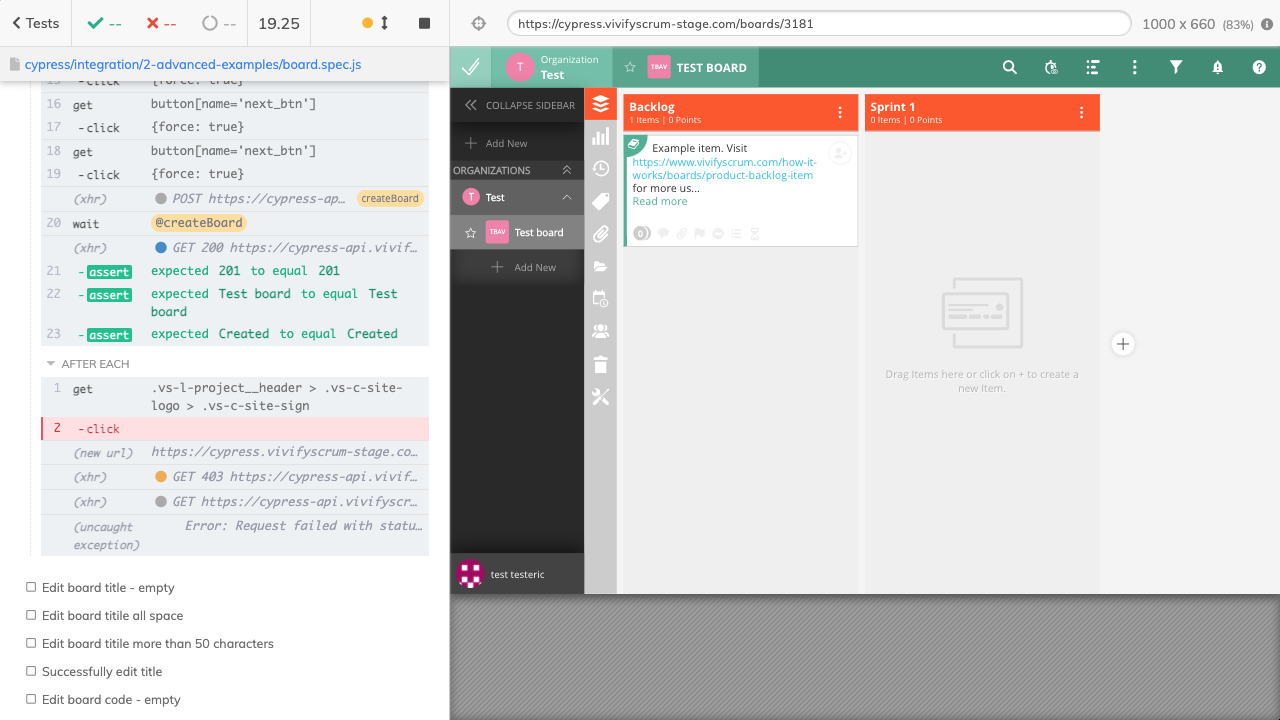 Tests
--
--
--
19.25
https://cypress.vivifyscrum-stage.com/boards/3181
1000 x 660 (83%)
cypress/integration/2-advanced-examples/board.spec.js
-click {force: true}
16 get button[name='next_btn']
17 -click {force: true}
18 get button[name='next_btn']
19 -click {force: true}
(xhr) POST https://cypress-ap... createBoard
20 wait @createBoard
(xhr) GET 200 https://cypress-api.vivif...
21 -assert expected 201 to equal 201
22 -assert expected Test board to equal Test
board
23 -assert expected Created to equal Created
AFTER EACH
1 get .vs-l-project__header > .vs-c-site-
logo > .vs-c-site-sign
2 -click
(new url) https://cypress.vivifyscrum-stage.co...
(xhr) GET 403 https://cypress-api.vivif...
(xhr) GET https://cypress-api.vivifyscr...
(uncaught Error: Request failed with statu...
exception)
Edit board title - empty
Edit board titile all space
Edit board titile more than 50 characters
Successfully edit title
Edit board code - empty
T
Organization
Test
TBAV
TEST BOARD
COLLAPSE SIDEBAR
Add New
ORGANIZATIONS
T Test
TBAV Test board
Add New
test testeric
Backlog
1 Items | 0 Points
Example item. Visit
https://www.vivifyscrum.com/how-it-
works/boards/product-backlog-item
for more us...
Read more
0
Sprint 1
0 Items | 0 Points
Drag Items here or click on + to create a
new Item.